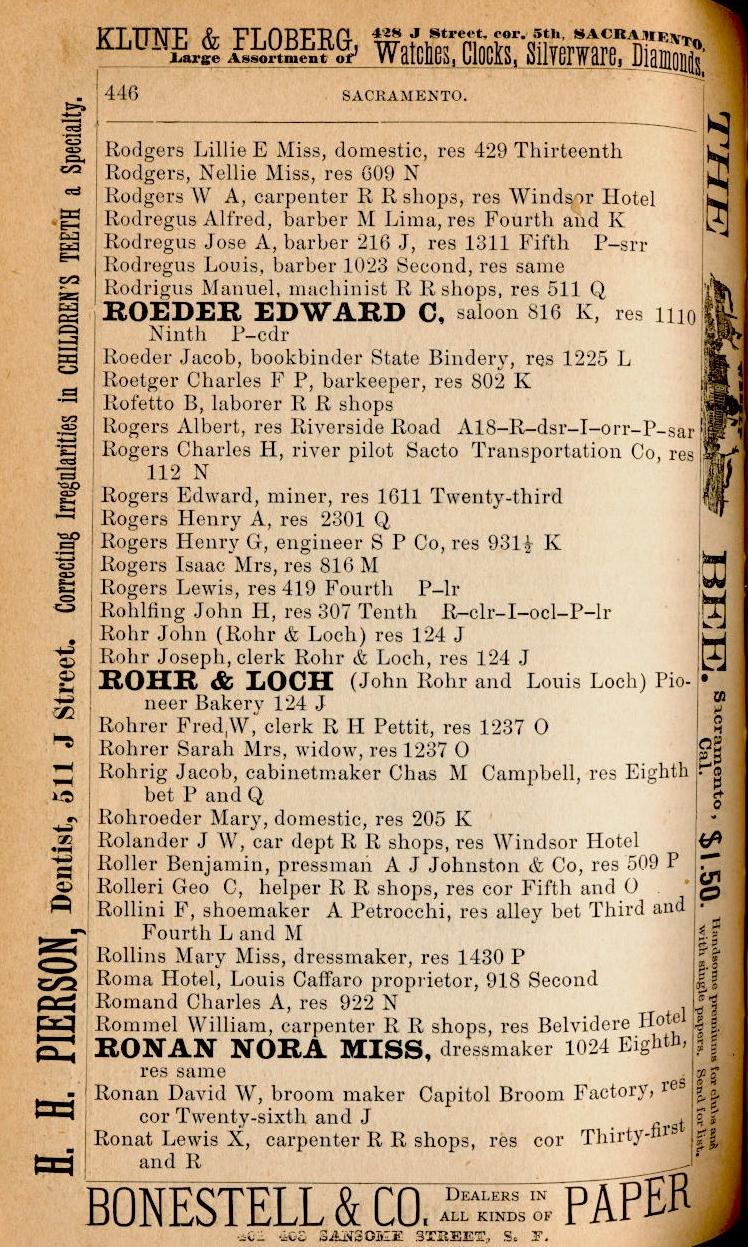 KLUNE & FLOBERG, 428 J Street, cor. 5th, SACRAMENTO,
Large Assortment of Watches, Clocks, Silverware, Diamonds.
446 SACRAMENTO.
Rodgers Lillie E Miss, domestic, res 429 Thirteenth
Rodgers, Nellie Miss, res 609 N
Rodgers W A, carpenter R R shops, res Windsor Hotel
Rodregus Alfred, barber M Lima, res Fourth and K
Rodregus Jose A, barber 216 J, res 1311 Fifth P–srr
Rodregus Louis, barber 1023 Second, res same
Rodrigus Manuel, machinist R R shops, res 511 Q
ROEDER EDWARD C, saloon 816 K, res 1110
Ninth P–cdr
Roeder Jacob, bookbinder State Bindery, res 1225 L
Roetger Charles F P, barkeeper, res 802 K
Rofetto B, laborer R R shops
Rogers Albert, res Riverside Road A18–R–dsr–I–orr–P–sar
Rogers Charles H, river pilot Sacto Transportation Co, res
112 N
Rogers Edward, miner, res 1611 Twenty-third
Rogers Henry A, res 2301 Q
Rogers Henry G, engineer S P Co, res 931½ K
Rogers Isaac Mrs, res 816 M
Rogers Lewis, res 419 Fourth P–lr
Rohlfing John H, res 307 Tenth R–clr–I–ocl–P–lr
Rohr John (Rohr & Loch) res 124 J
Rohr Joseph, clerk Rohr & Loch, res 124 J
ROHR & LOCH (John Rohr and Louis Loch) Pio-
neer Bakery 124 J
Rohrer Fred W, clerk R H Pettit, res 1237 O
Rohrer Sarah Mrs, widow, res 1237 O
Rohrig Jacob, cabinetmaker Chas M Campbell, res Eighth
bet P and Q
Rohroeder Mary, domestic, res 205 K
Rolander J W, car dept R R shops, res Windsor Hotel
Roller Benjamin, pressman A J Johnston & Co, res 509 P
Rolleri Geo C, helper R R shops, res cor Fifth and O
Rollini F, shoemaker A Petrocchi, res alley bet Third and
Fourth L and M
Rollins Mary Miss, dressmaker, res 1430 P
Roma Hotel, Louis Caffaro proprietor, 918 Second
Romand Charles A, res 922 N
Rommel William, carpenter R R shops, res Belvidere Hotel
RONAN NORA MISS, dressmaker 1024 Eighth,
res same
Ronan David W, broom maker Capitol Broom Factory, res
cor Twenty-sixth and J
Ronat Lewis X, carpenter R R shops, res cor Thirty-first
and R
H. H. PIERSON, Dentist, 511 J Street. Correcting Irregularities in CHILDREN'S TEETH a Specialty.
THE BEE. Sacramento, Cal. $1.50. Handsome premiums for clubs and
with single papers. Send for list.
BONESTELL & CO. DEALERS IN ALL KINDS OF PAPER
401 403 SANSOME STREET, S. F.